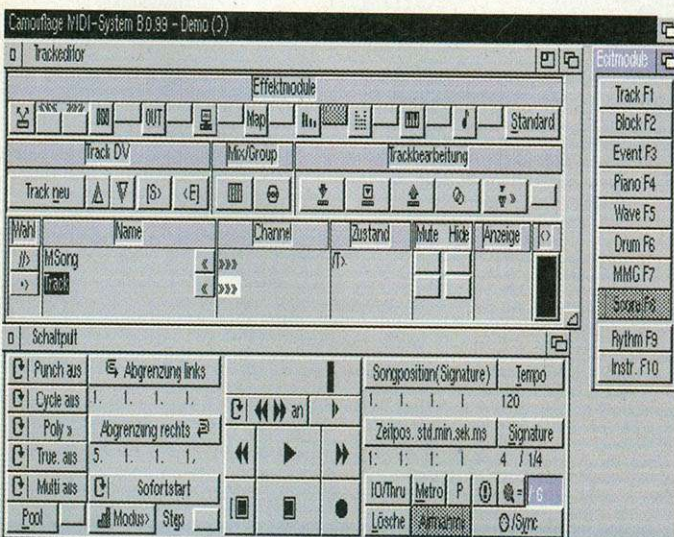 Camouflage MIDI-System B.0.99 - Demo (C)
Trackeditor
Effektmodule
<<< >>> OUT Map Standard
Track DV Mix/Group Trackbearbeitung
Track neu [S> <E]
Wahl Name Channel Zustand Mute Hide Anzeige <>
//> MSong « »» /T>
Track « »»
Schaltpult
Punch aus Abgrenzung links Songposition(Signature) Tempo
Cycle aus 1. 1. 1. 1. an 1. 1. 1. 1 120
Poly » Abgrenzung rechts Zeitpos. std.min.sek.ms Signature
True. aus 5. 1. 1. 1. 1: 1: 1: 1 4 / 1/4
Multi aus Sofortstart IO/Thru Metro P = 6
Pool Modus> Step Lösche Aufnahme /Sync
Editmodule
Track F1
Block F2
Event F3
Piano F4
Wave F5
Drum F6
MMG F7
Score F8
Rythm F9
Instr. F10